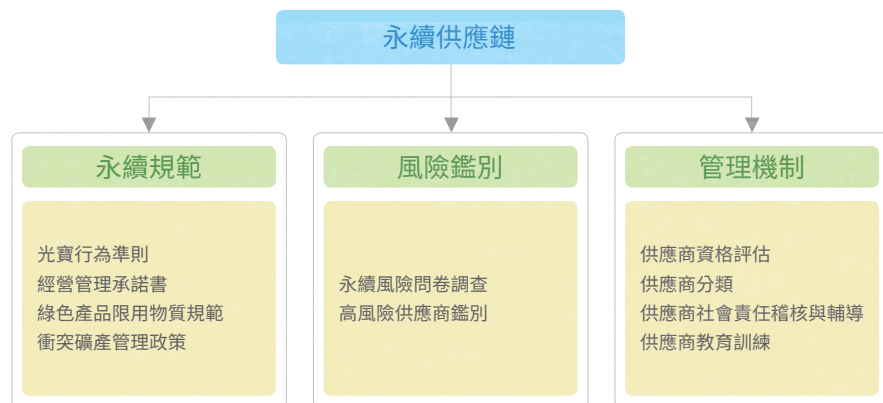 永續供應鏈
永續規範
光寶行為準則
經營管理承諾書
綠色產品限用物質規範
衝突礦產管理政策
風險鑑別
永續風險問卷調查
高風險供應商鑑別
管理機制
供應商資格評估
供應商分類
供應商社會責任稽核與輔導
供應商教育訓練